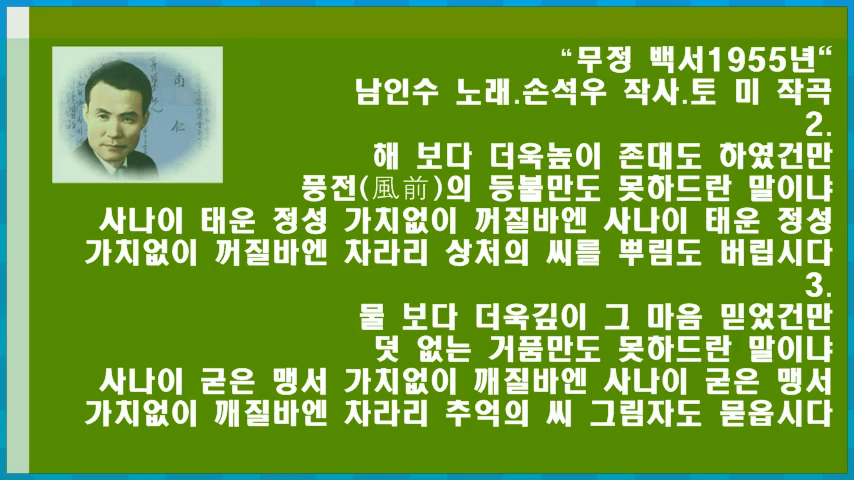 “무정 백서1955년“
남인수 노래.손석우 작사.토 미 작곡
2.
해 보다 더욱높이 존대도 하였건만
풍전(風前)의 등불만도 못하드란 말이냐
사나이 태운 정성 가치없이 꺼질바엔 사나이 태운 정성
가치없이 꺼질바엔 차라리 상처의 씨를 뿌림도 버립시다
3.
물 보다 더욱깊이 그 마음 믿었건만
덧 없는 거품만도 못하드란 말이냐
사나이 굳은 맹서 가치없이 깨질바엔 사나이 굳은 맹서
가치없이 깨질바엔 차라리 추억의 씨 그림자도 묻읍시다
南
仁